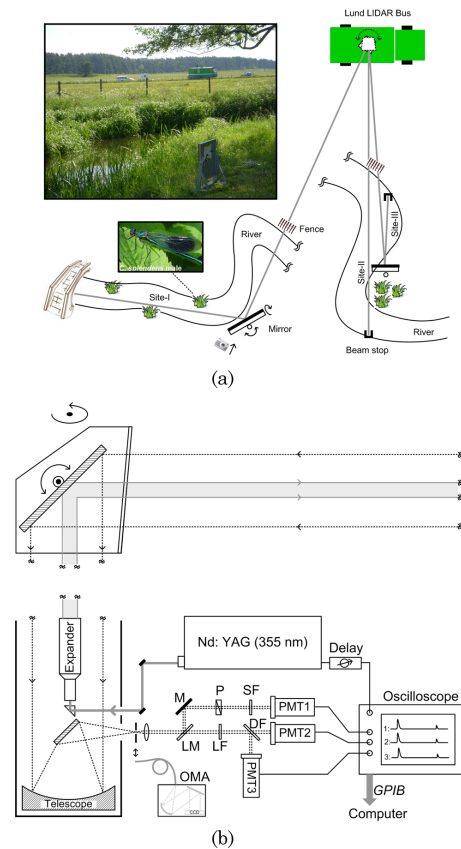 Lund LIDAR Bus
C. splendens male
Fence
River
Site-I
Mirror
Site-II
Site-III
River
Beam stop
(a)
Expander
Nd: YAG (355 nm)
Delay
Oscilloscope
M
P
SF
PMT1
DF
PMT2
LM
LF
PMT3
1:
2:
3:
OMA
CCD
Telescope
GPIB
Computer
(b)